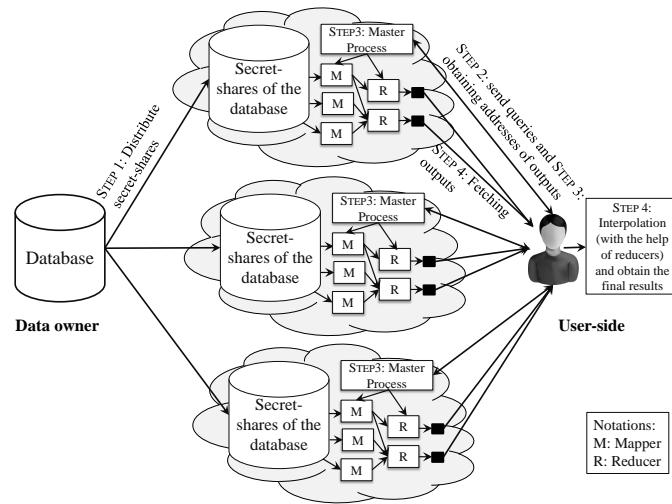 STEP3: Master
Process
Secret-
shares of the
database
M
M
M
R
R
STEP 1: Distribute
secret-shares
STEP 2: send queries and STEP 3:
obtaining addresses of outputs
STEP 4: Fetching
outputs
Database
Data owner
STEP3: Master
Process
Secret-
shares of the
database
M
M
M
R
R
STEP 4:
Interpolation
(with the help
of reducers)
and obtain the
final results
User-side
STEP3: Master
Process
Secret-
shares of the
database
M
M
M
R
R
Notations:
M: Mapper
R: Reducer